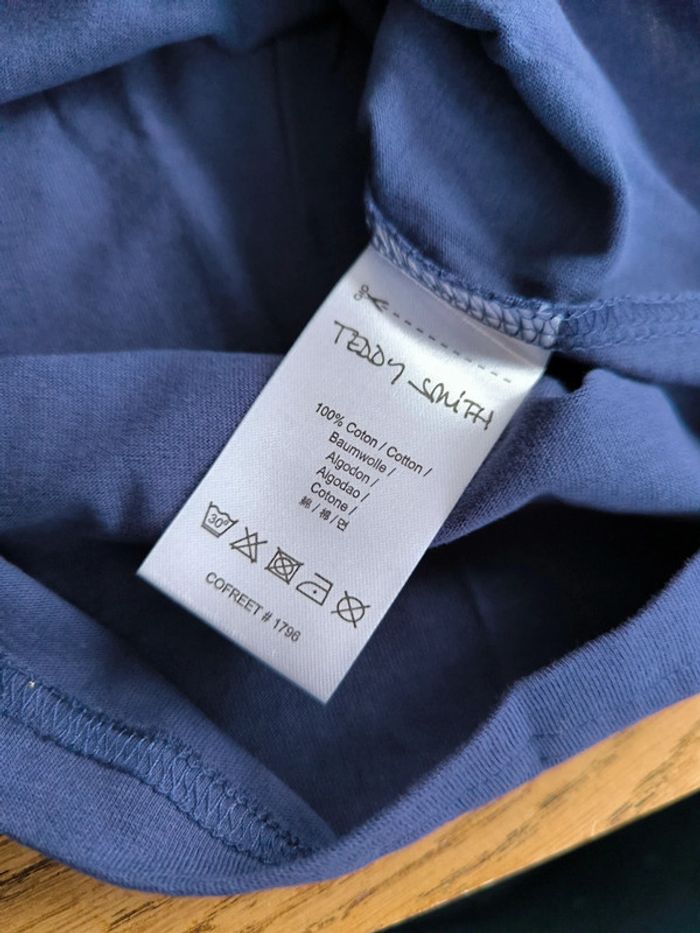 TEDDY SMITH
100% Coton / Cotton /
Baumwolle /
Algodon /
Algodao /
Cotone /
綿 / 棉 / 면
30°
COFREET # 1796